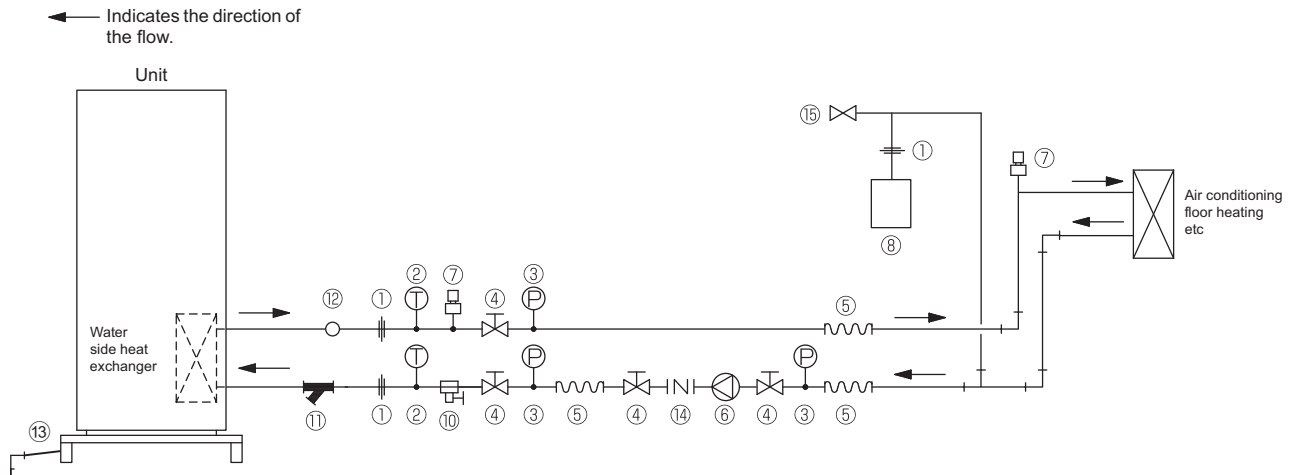 Indicates the direction of
the flow.
Unit
⑮
①
⑦
⑧
Air conditioning
floor heating
etc
② ⑦ ③
⑫ ① T ④ P ⑤
Water
side heat
exchanger
T P P
⑪ ① ② ⑩ ④ ③ ⑤ ④ ⑭ ⑥ ④ ③ ⑤
⑬